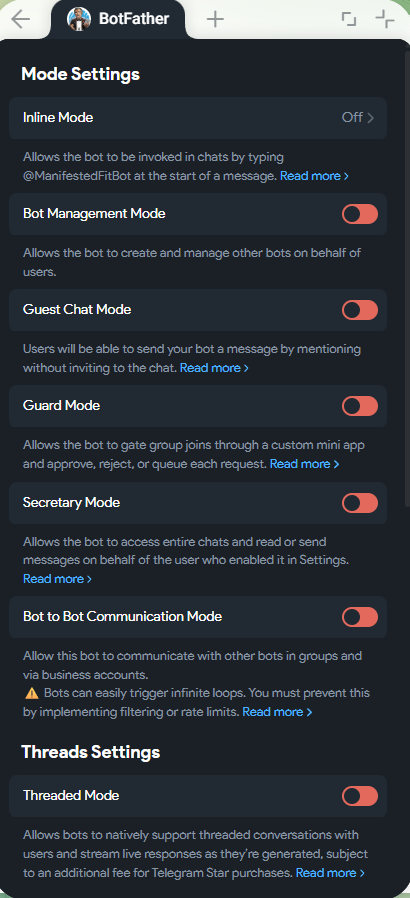 BotFather
Mode Settings
Inline Mode
Off
Allows the bot to be invoked in chats by typing
@ManifestedFitBot at the start of a message. Read more
Bot Management Mode
Allows the bot to create and manage other bots on behalf of
users.
Guest Chat Mode
Users will be able to send your bot a message by mentioning
without inviting to the chat. Read more
Guard Mode
Allows the bot to gate group joins through a custom mini app
and approve, reject, or queue each request. Read more
Secretary Mode
Allows the bot to access entire chats and read or send
messages on behalf of the user who enabled it in Settings.
Read more
Bot to Bot Communication Mode
Allow this bot to communicate with other bots in groups and
via business accounts.
⚠️ Bots can easily trigger infinite loops. You must prevent this
by implementing filtering or rate limits. Read more
Threads Settings
Threaded Mode
Allows bots to natively support threaded conversations with
users and stream live responses as they're generated, subject
to an additional fee for Telegram Star purchases. Read more